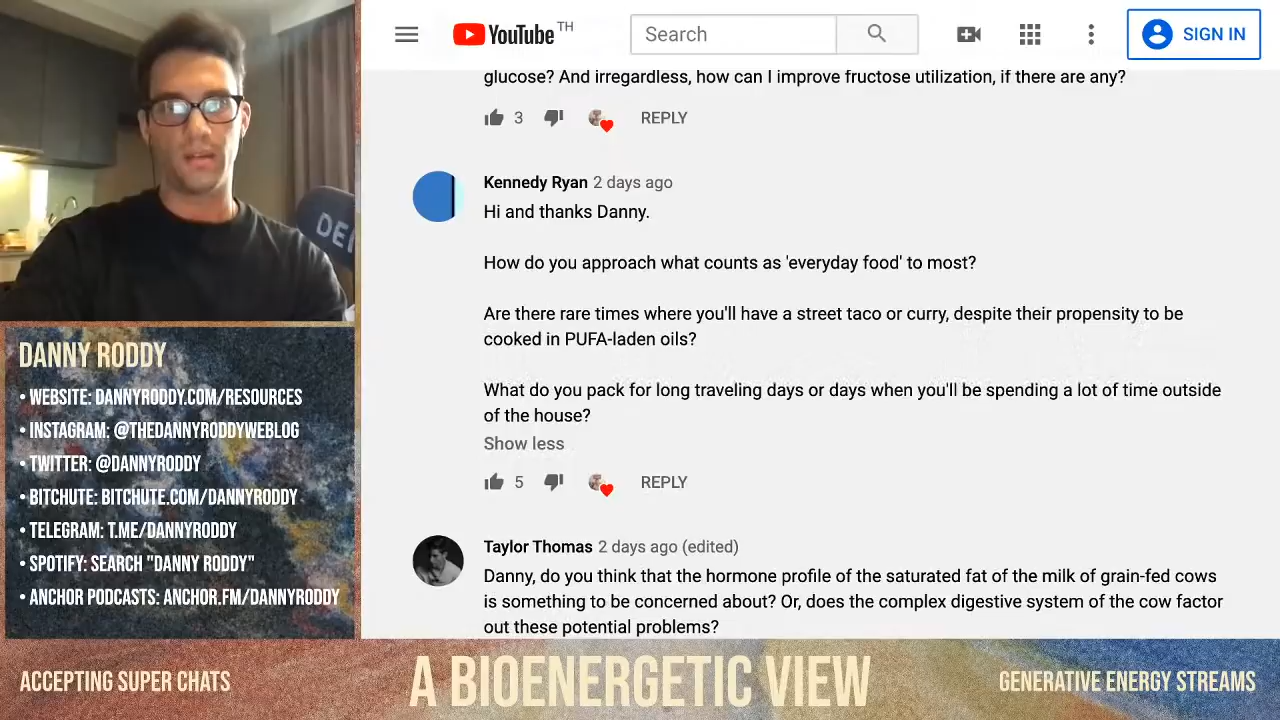 YouTube TH
Search
SIGN IN
glucose? And irregardless, how can I improve fructose utilization, if there are any?
3
REPLY
Kennedy Ryan 2 days ago
Hi and thanks Danny.
How do you approach what counts as 'everyday food' to most?
Are there rare times where you'll have a street taco or curry, despite their propensity to be
cooked in PUFA-laden oils?
What do you pack for long traveling days or days when you'll be spending a lot of time outside
of the house?
Show less
5
REPLY
Taylor Thomas 2 days ago (edited)
Danny, do you think that the hormone profile of the saturated fat of the milk of grain-fed cows
is something to be concerned about? Or, does the complex digestive system of the cow factor
out these potential problems?
DANNY RODDY
• WEBSITE: DANNYRODDY.COM/RESOURCES
• INSTAGRAM: @THEDANNYRODDYWEBLOG
• TWITTER: @DANNYRODDY
• BITCHUTE: BITCHUTE.COM/DANNYRODDY
• TELEGRAM: T.ME/DANNYRODDY
• SPOTIFY: SEARCH "DANNY RODDY"
• ANCHOR PODCASTS: ANCHOR.FM/DANNYRODDY
ACCEPTING SUPER CHATS
A BIOENERGETIC VIEW
GENERATIVE ENERGY STREAMS